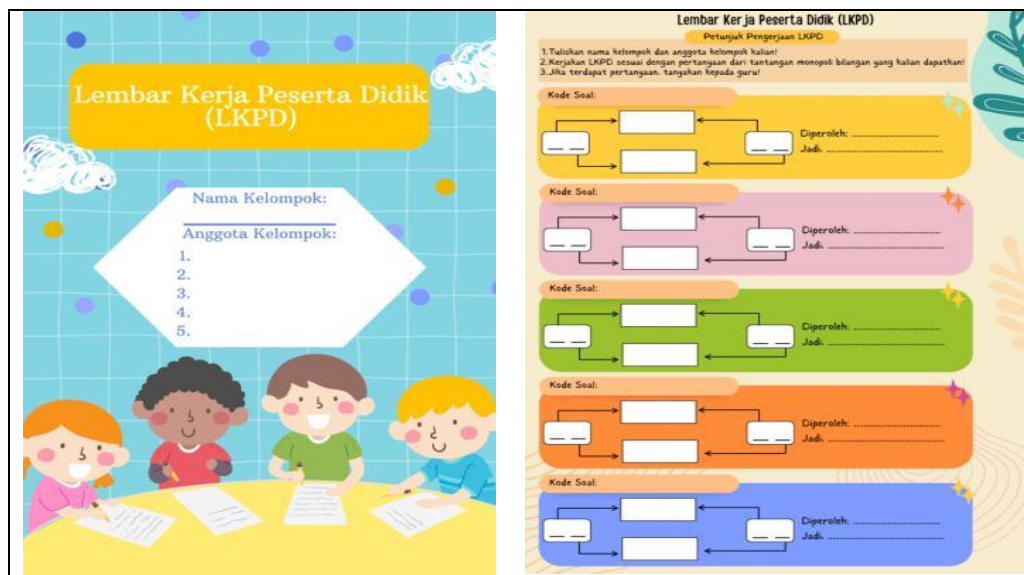 Lembar Kerja Peserta Didik
(LKPD)
Nama Kelompok:
Anggota Kelompok:
1.
2.
3.
4.
5.
Lembar Kerja Peserta Didik (LKPD)
Petunjuk Pengerjaan LKPD
1.Tuliskan nama kelompok dan anggota kelompok kalian!
2.Kerjakan LKPD sesuai dengan pertanyaan dari tantangan monopoli bilangan yang kalian dapatkan!
3.Jika terdapat pertanyaan, tanyakan kepada guru!
Kode Soal:
Diperoleh: ........................
Jadi, ........................
Kode Soal:
Diperoleh: ........................
Jadi, ........................
Kode Soal:
Diperoleh: ........................
Jadi, ........................
Kode Soal:
Diperoleh: ........................
Jadi, ........................
Kode Soal:
Diperoleh: ........................
Jadi, ........................